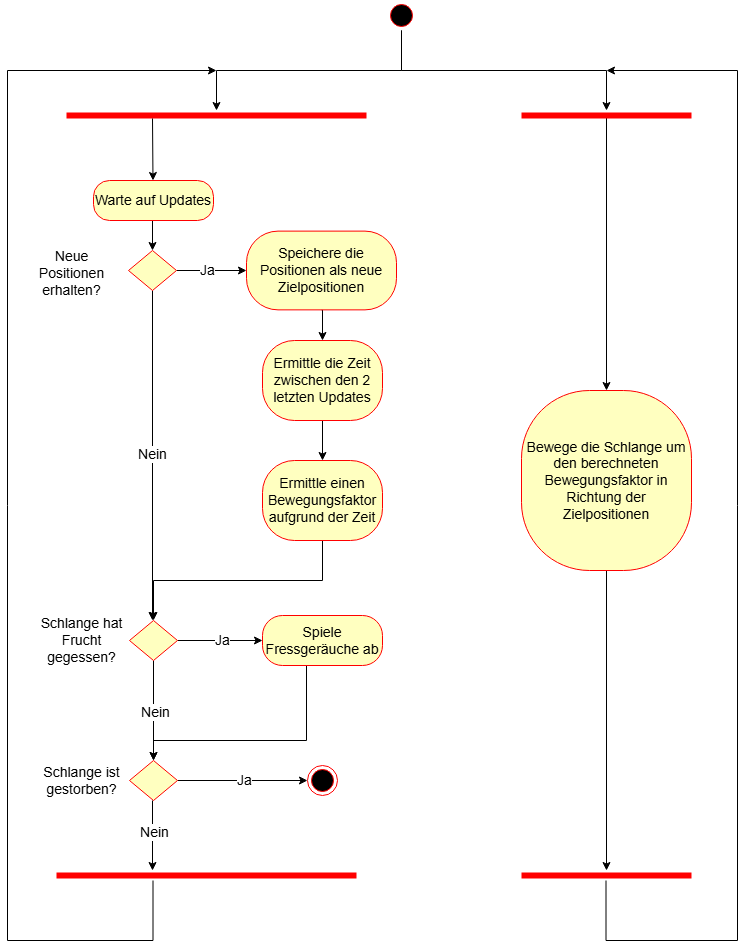 Warte auf Updates
Neue
Positionen
erhalten?
Ja
Speichere die
Positionen als neue
Zielpositionen
Ermittle die Zeit
zwischen den 2
letzten Updates
Nein
Ermittle einen
Bewegungsfaktor
aufgrund der Zeit
Bewege die Schlange um
den berechneten
Bewegungsfaktor in
Richtung der
Zielpositionen
Schlange hat
Frucht
gegessen?
Ja
Spiele
Fressgeräuche ab
Nein
Schlange ist
gestorben?
Ja
Nein